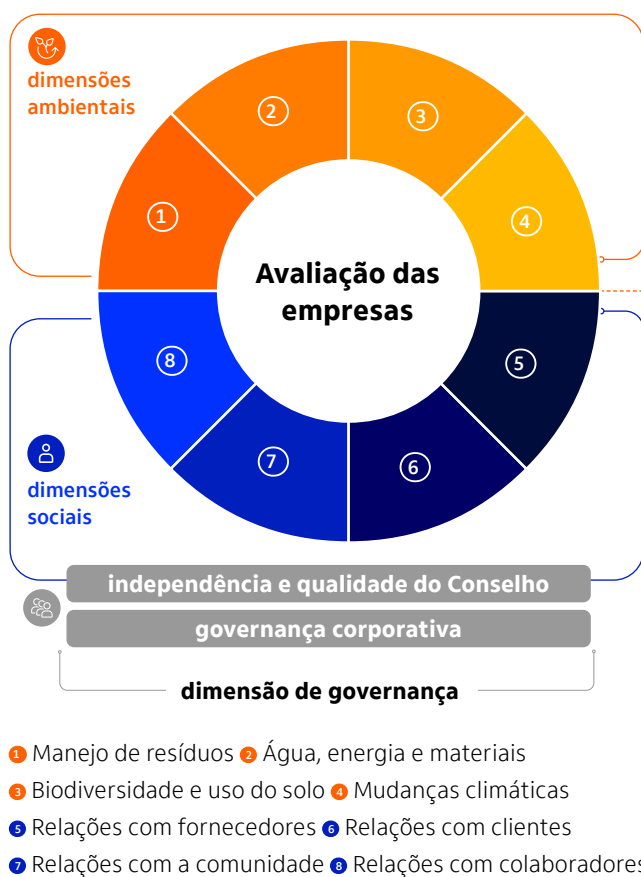 dimensões
ambientais
2
3
1
4
Avaliação das
empresas
8
5
7
6
dimensões
sociais
independência e qualidade do Conselho
governança corporativa
dimensão de governança
1 Manejo de resíduos 2 Água, energia e materiais
3 Biodiversidade e uso do solo 4 Mudanças climáticas
5 Relações com fornecedores 6 Relações com clientes
7 Relações com a comunidade 8 Relações com colaboradores